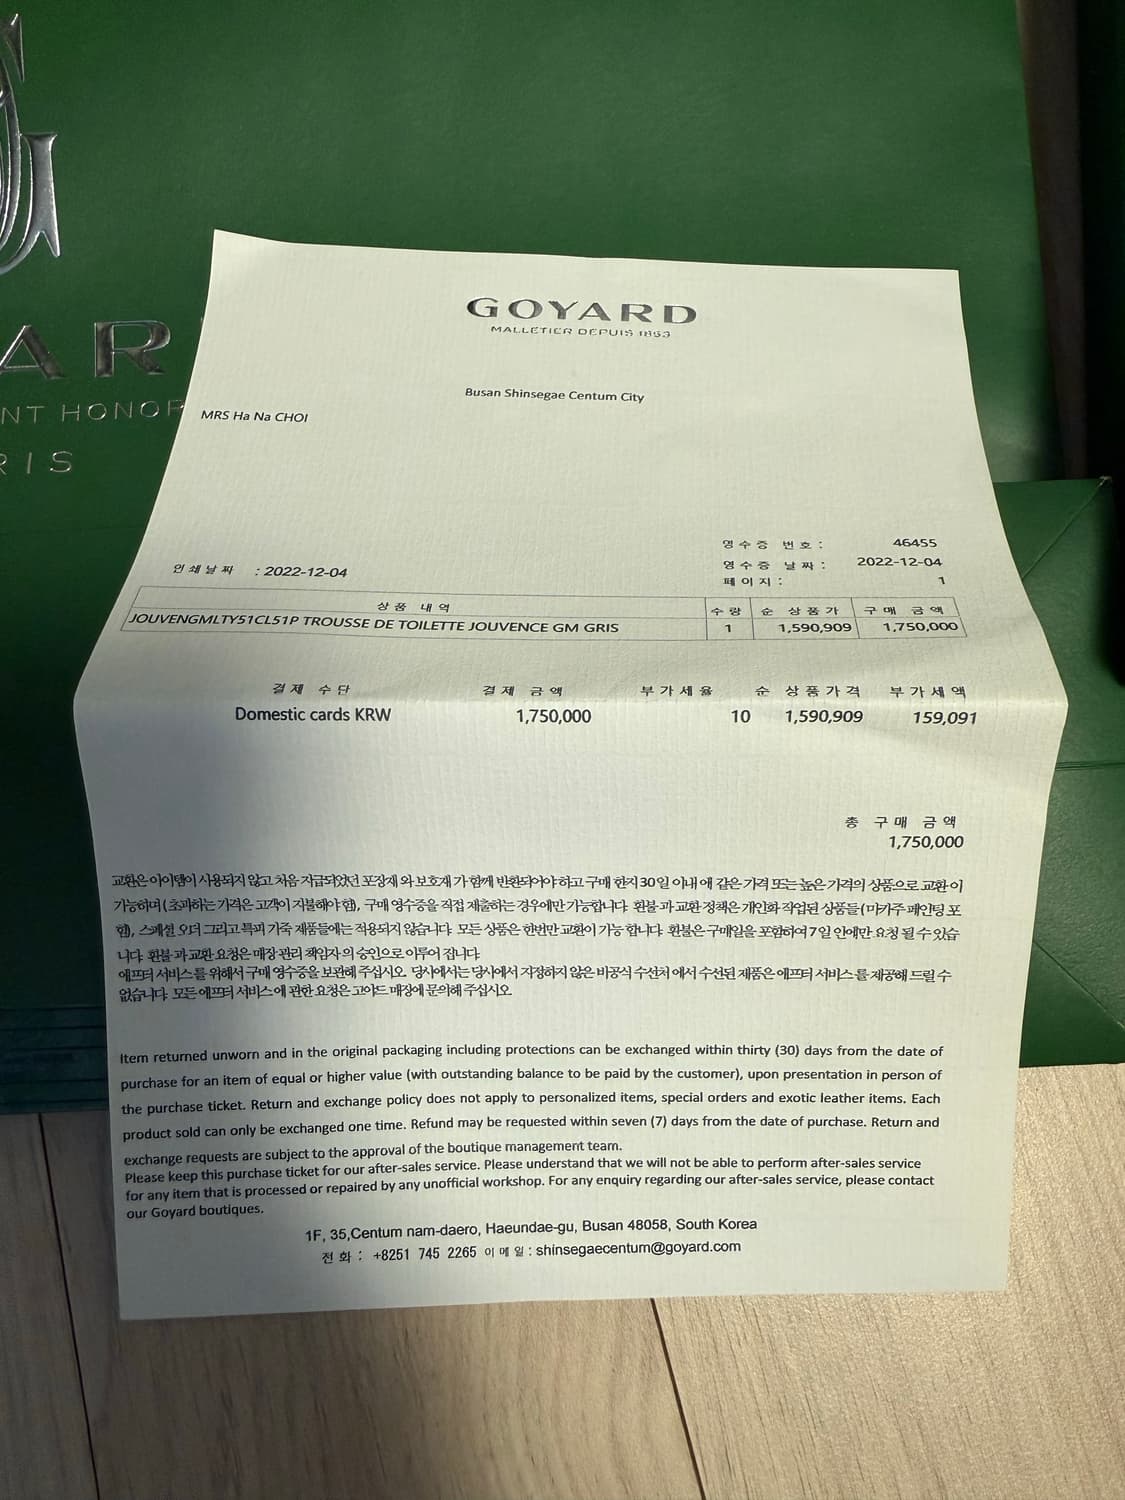 AR
NT HONOR
RIS
GOYARD
MALLETIER DEPUIS 1853
Busan Shinsegae Centum City
MRS Ha Na CHOI
영수증 번호: 46455
인쇄날짜 : 2022-12-04 영수증 날짜: 2022-12-04
페이지: 1
상품 내역 수량 순 상품가 구매 금액
JOUVENGMLTY51CL51P TROUSSE DE TOILETTE JOUVENCE GM GRIS 1 1,590,909 1,750,000
결제 수단 결제 금액 부가세율 순 상품가격 부가세액
Domestic cards KRW 1,750,000 10 1,590,909 159,091
총 구매 금액
1,750,000
교환은 아이템이 사용되지 않고 처음 지급되었던 포장재 와 보호재 가 함께 반환되어야 하고 구매 한지 30일 이내 에 같은 가격 또는 높은 가격의 상품으로 교환 이
가능하며 (초과하는 가격은 고객이 지불해야 함), 구매 영수증을 직접 제출하는 경우에만 가능합니다. 환불 과 교환 정책은 개인화 작업된 상품들 (마카주 페인팅 포
함), 스페셜 오더 그리고 특피 가죽 제품들에는 적용되지 않습니다. 모든 상품은 한번만 교환이 가능 합니다. 환불은 구매일을 포함하여 7일 안에만 요청 될 수 있습
니다. 환불 과 교환 요청은 매장 관리 책임자 의 승인으로 이루어 집니다.
애프터 서비스 를 위해서 구매 영수증을 보관해 주십시오. 당사에서는 당사에서 지정하지 않은 비공식 수선처 에서 수선된 제품은 애프터 서비스 를 제공해 드릴 수
없습니다. 모든 애프터 서비스 에 관한 요청은 고야드 매장에 문의해 주십시오.
Item returned unworn and in the original packaging including protections can be exchanged within thirty (30) days from the date of
purchase for an item of equal or higher value (with outstanding balance to be paid by the customer), upon presentation in person of
the purchase ticket. Return and exchange policy does not apply to personalized items, special orders and exotic leather items. Each
product sold can only be exchanged one time. Refund may be requested within seven (7) days from the date of purchase. Return and
exchange requests are subject to the approval of the boutique management team.
Please keep this purchase ticket for our after-sales service. Please understand that we will not be able to perform after-sales service
for any item that is processed or repaired by any unofficial workshop. For any enquiry regarding our after-sales service, please contact
our Goyard boutiques.
1F, 35,Centum nam-daero, Haeundae-gu, Busan 48058, South Korea
전화: +8251 745 2265 이메일: shinsegaecentum@goyard.com